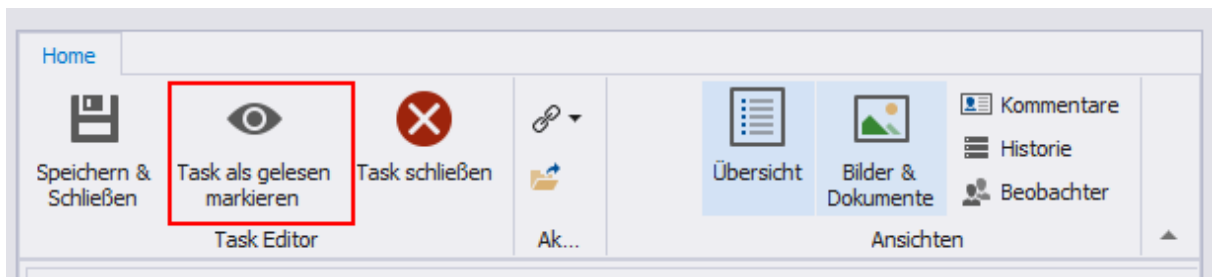 Home
Speichern &
Schließen
Task als gelesen
markieren
Task schließen
Übersicht
Bilder &
Dokumente
Kommentare
Historie
Beobachter
Task Editor
Ak...
Ansichten